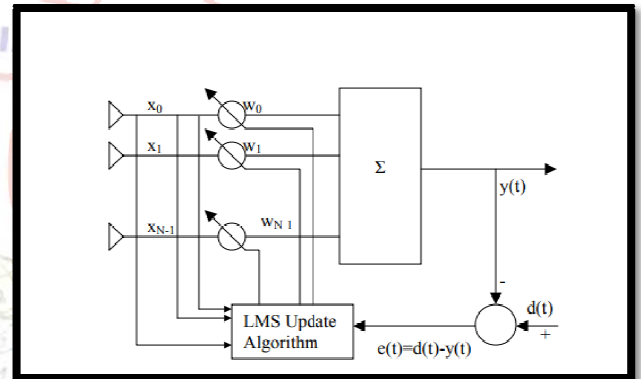 x0 w0
x1 w1
Σ
y(t)
xN-1 wN 1
-
d(t)
+
LMS Update
Algorithm
e(t)=d(t)-y(t)